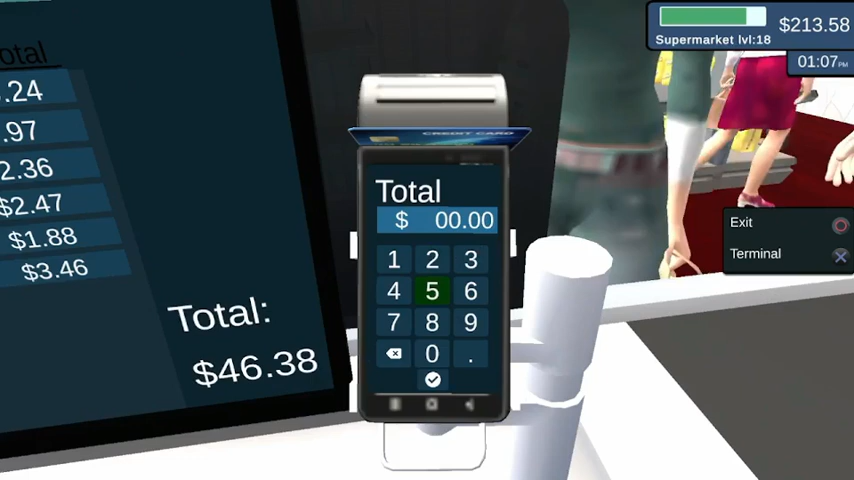 otal
.24
.97
2.36
$2.47
$1.88
$3.46
Total:
$46.38
CREDIT CARD
Total
$ 00.00
1 2 3
4 5 6
7 8 9
0 .
$213.58
Supermarket lvl:18
01:07PM
Exit
Terminal